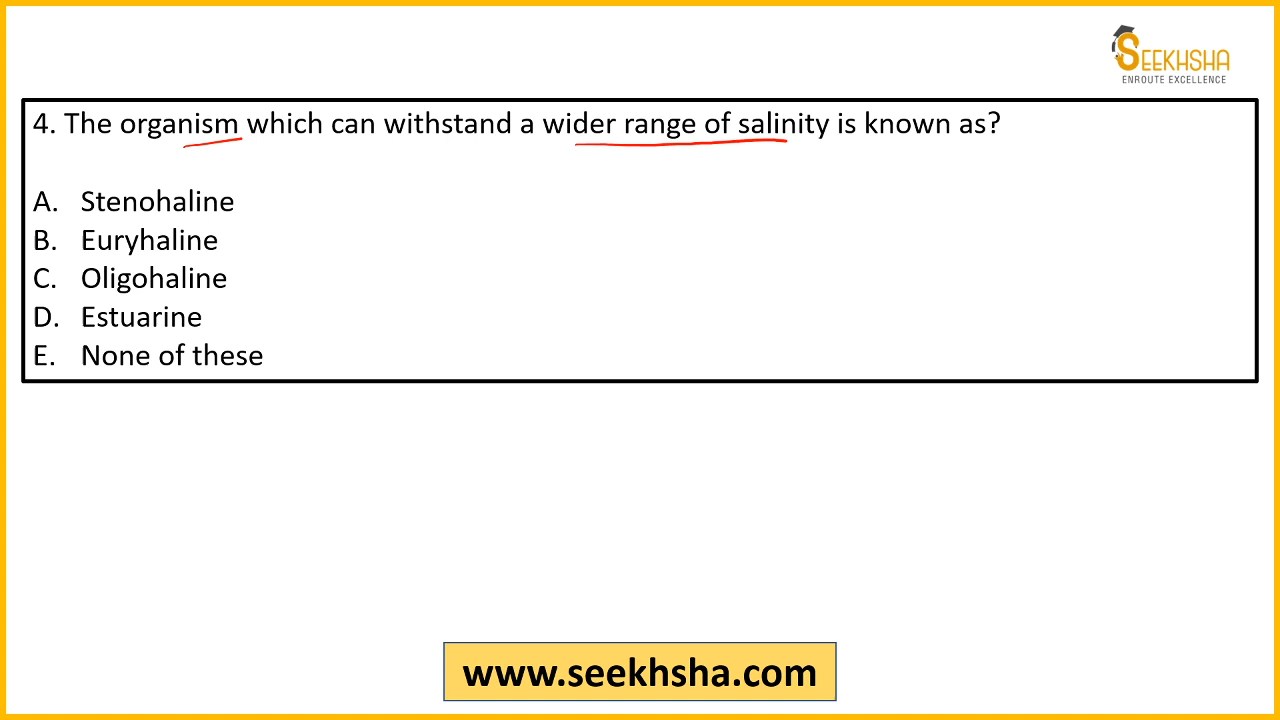 SEEKHSHA
ENROUTE EXCELLENCE
4. The organism which can withstand a wider range of salinity is known as?
A. Stenohaline
B. Euryhaline
C. Oligohaline
D. Estuarine
E. None of these
www.seekhsha.com